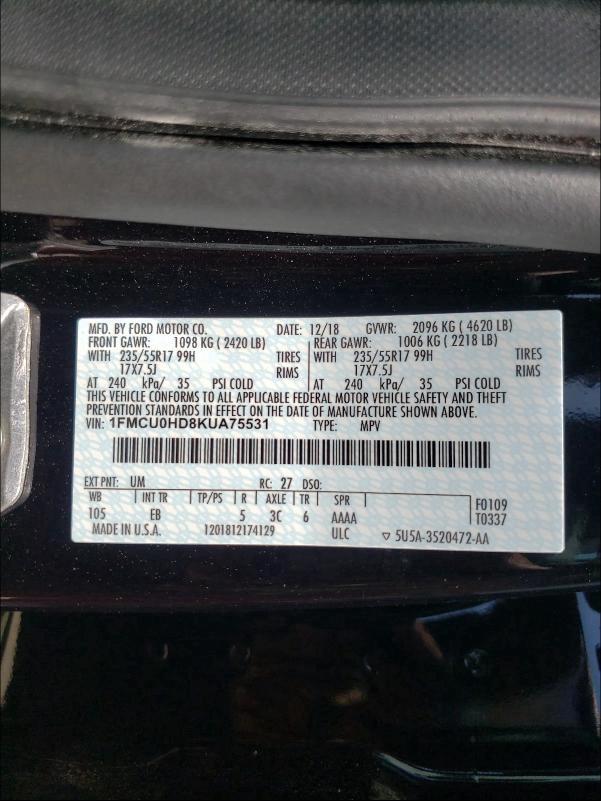 MFD. BY FORD MOTOR CO. DATE: 12/18 GVWR: 2096 KG ( 4620 LB)
FRONT GAWR: 1098 KG ( 2420 LB) REAR GAWR: 1006 KG ( 2218 LB)
WITH 235/55R17 99H TIRES WITH 235/55R17 99H TIRES
17X7.5J RIMS 17X7.5J RIMS
AT 240 kPa/ 35 PSI COLD AT 240 kPa/ 35 PSI COLD
THIS VEHICLE CONFORMS TO ALL APPLICABLE FEDERAL MOTOR VEHICLE SAFETY AND THEFT
PREVENTION STANDARDS IN EFFECT ON THE DATE OF MANUFACTURE SHOWN ABOVE.
VIN: 1FMCU0HD8KUA75531 TYPE: MPV
EXT PNT: UM RC: 27 DSO:
WB INT TR TP/PS R AXLE TR SPR F0109
105 EB 5 3C 6 AAAA T0337
MADE IN U.S.A. 1201812174129 ULC ▽ 5U5A-3520472-AA